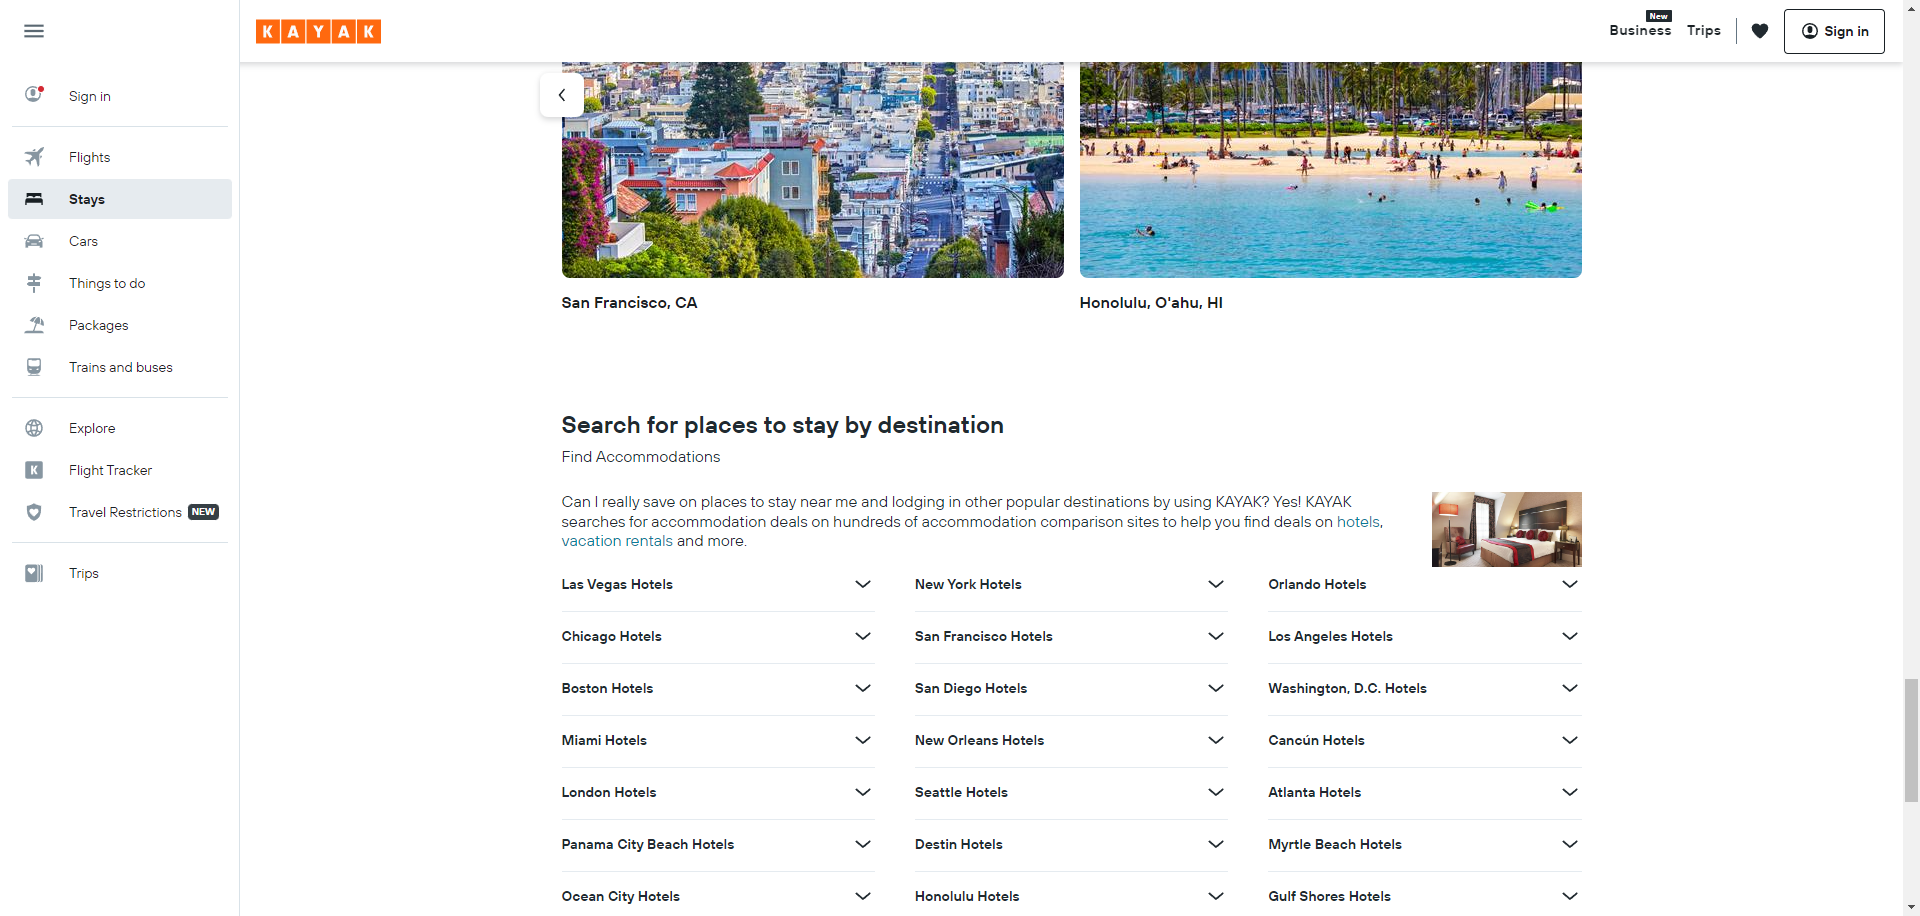 KAYAK
New
Business
Trips
Sign in
Sign in
Flights
Stays
Cars
Things to do
Packages
Trains and buses
Explore
K
Flight Tracker
Travel Restrictions NEW
Trips
San Francisco, CA
Honolulu, O'ahu, HI
Search for places to stay by destination
Find Accommodations
Can I really save on places to stay near me and lodging in other popular destinations by using KAYAK? Yes! KAYAK
searches for accommodation deals on hundreds of accommodation comparison sites to help you find deals on hotels,
vacation rentals and more.
Las Vegas Hotels
New York Hotels
Orlando Hotels
Chicago Hotels
San Francisco Hotels
Los Angeles Hotels
Boston Hotels
San Diego Hotels
Washington, D.C. Hotels
Miami Hotels
New Orleans Hotels
Cancún Hotels
London Hotels
Seattle Hotels
Atlanta Hotels
Panama City Beach Hotels
Destin Hotels
Myrtle Beach Hotels
Ocean City Hotels
Honolulu Hotels
Gulf Shores Hotels